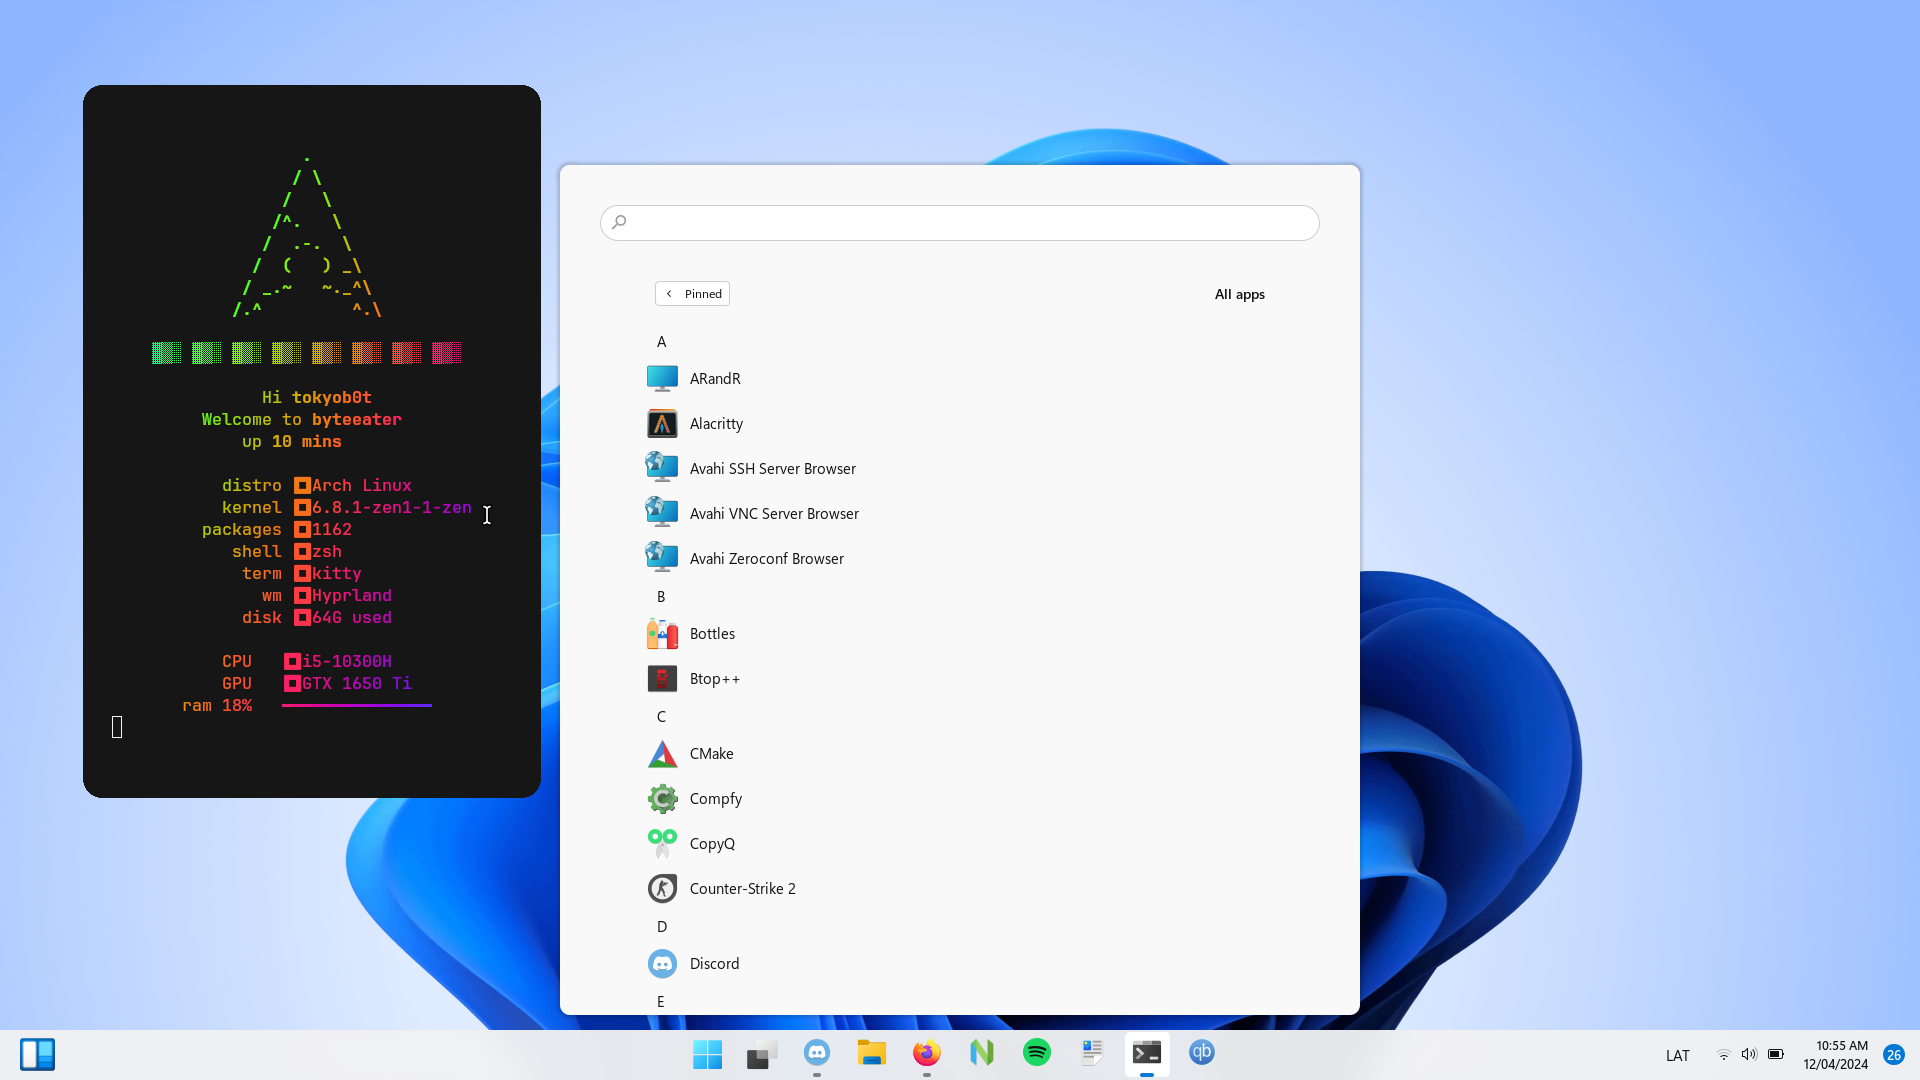 Hi tokyob0t
Welcome to byteeater
up 10 mins
distro Arch Linux
kernel 6.8.1-zen1-1-zen
packages 1162
shell zsh
term kitty
wm Hyprland
disk 64G used
CPU i5-10300H
GPU GTX 1650 Ti
ram 18%
Pinned
All apps
A
ARandR
Alacritty
Avahi SSH Server Browser
Avahi VNC Server Browser
Avahi Zeroconf Browser
B
Bottles
Btop++
C
CMake
Compfy
CopyQ
Counter-Strike 2
D
Discord
E
qb
LAT
10:55 AM
12/04/2024
26